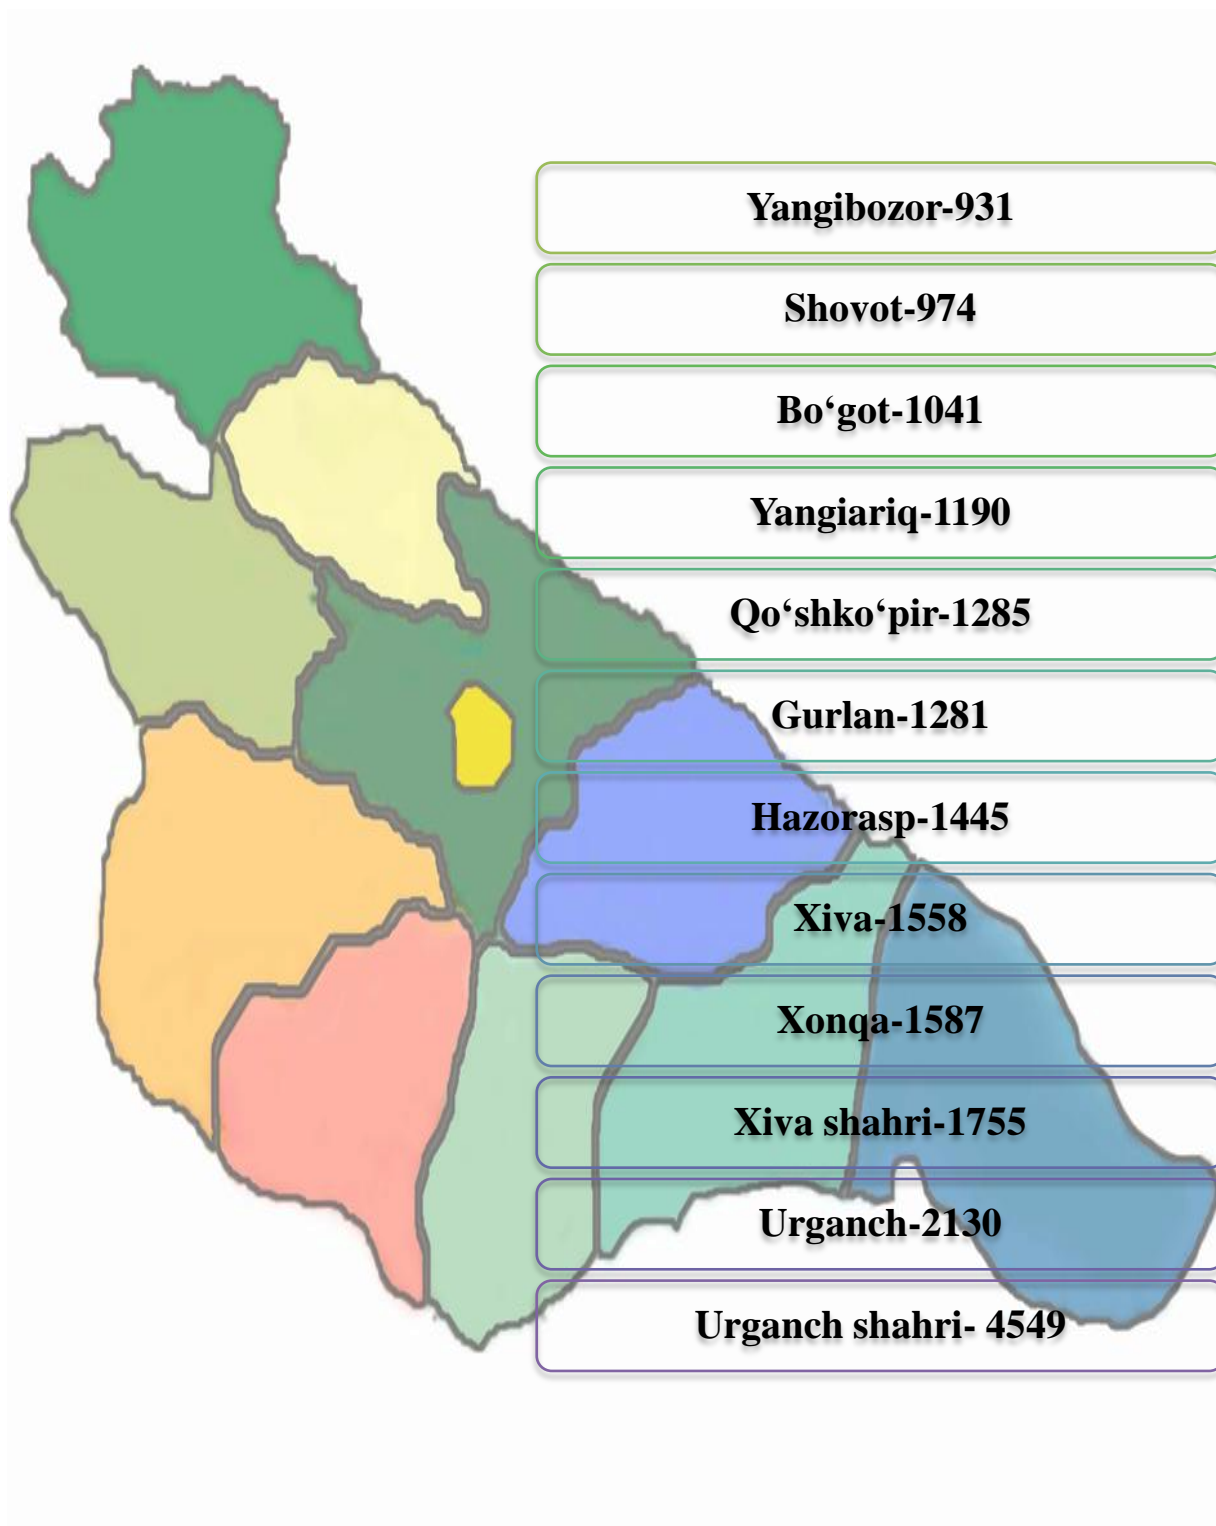 Yangibozor-931
Shovot-974
Bo‘got-1041
Yangiariq-1190
Qo‘shko‘pir-1285
Gurlan-1281
Hazorasp-1445
Xiva-1558
Xonqa-1587
Xiva shahri-1755
Urganch-2130
Urganch shahri- 4549